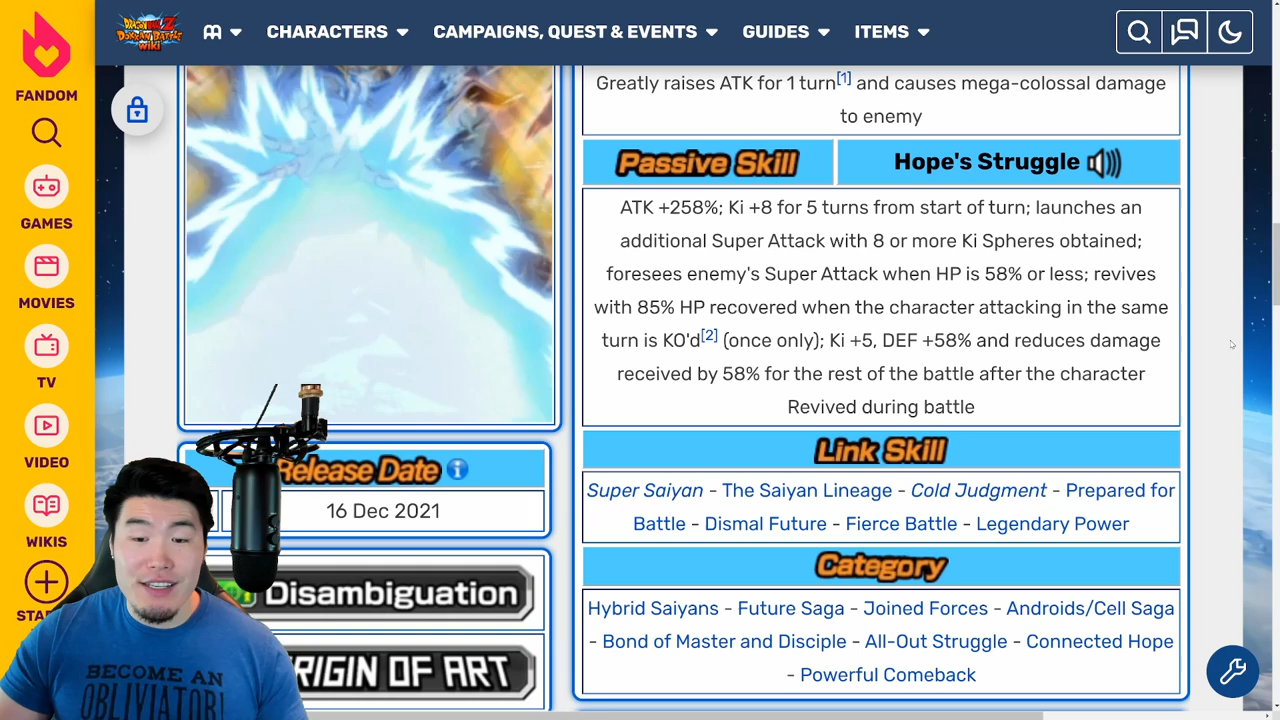 DRAGON BALL Z
DOKKAN BATTLE
WIKI
CHARACTERS
CAMPAIGNS, QUEST & EVENTS
GUIDES
ITEMS
FANDOM
GAMES
MOVIES
TV
VIDEO
WIKIS
Greatly raises ATK for 1 turn[1] and causes mega-colossal damage
to enemy
Passive Skill
Hope's Struggle
ATK +258%; Ki +8 for 5 turns from start of turn; launches an
additional Super Attack with 8 or more Ki Spheres obtained;
foresees enemy's Super Attack when HP is 58% or less; revives
with 85% HP recovered when the character attacking in the same
turn is KO'd[2] (once only); Ki +5, DEF +58% and reduces damage
received by 58% for the rest of the battle after the character
Revived during battle
Link Skill
Super Saiyan - The Saiyan Lineage - Cold Judgment - Prepared for
Battle - Dismal Future - Fierce Battle - Legendary Power
Category
Hybrid Saiyans - Future Saga - Joined Forces - Androids/Cell Saga
- Bond of Master and Disciple - All-Out Struggle - Connected Hope
- Powerful Comeback
Release Date
16 Dec 2021
Disambiguation
ORIGIN OF ART
BECOME AN
OBLIVIATOR!